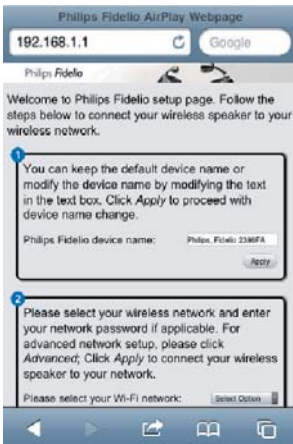 Philips Fidelio AirPlay Webpage
192.168.1.1
Google
Philips Fidelio
Welcome to Philips Fidelio setup page. Follow the
steps below to connect your wireless speaker to your
wireless network.
1
You can keep the default device name or
modify the device name by modifying the text
in the text box. Click Apply to proceed with
device name change.
Philips Fidelio device name:
Philips_Fidelio 2398FA
Apply
2
Please select your wireless network and enter
your network password if applicable. For
advanced network setup, please click
Advanced; Click Apply to connect your wireless
speaker to your network.
Please select your Wi-Fi network:
Select Option